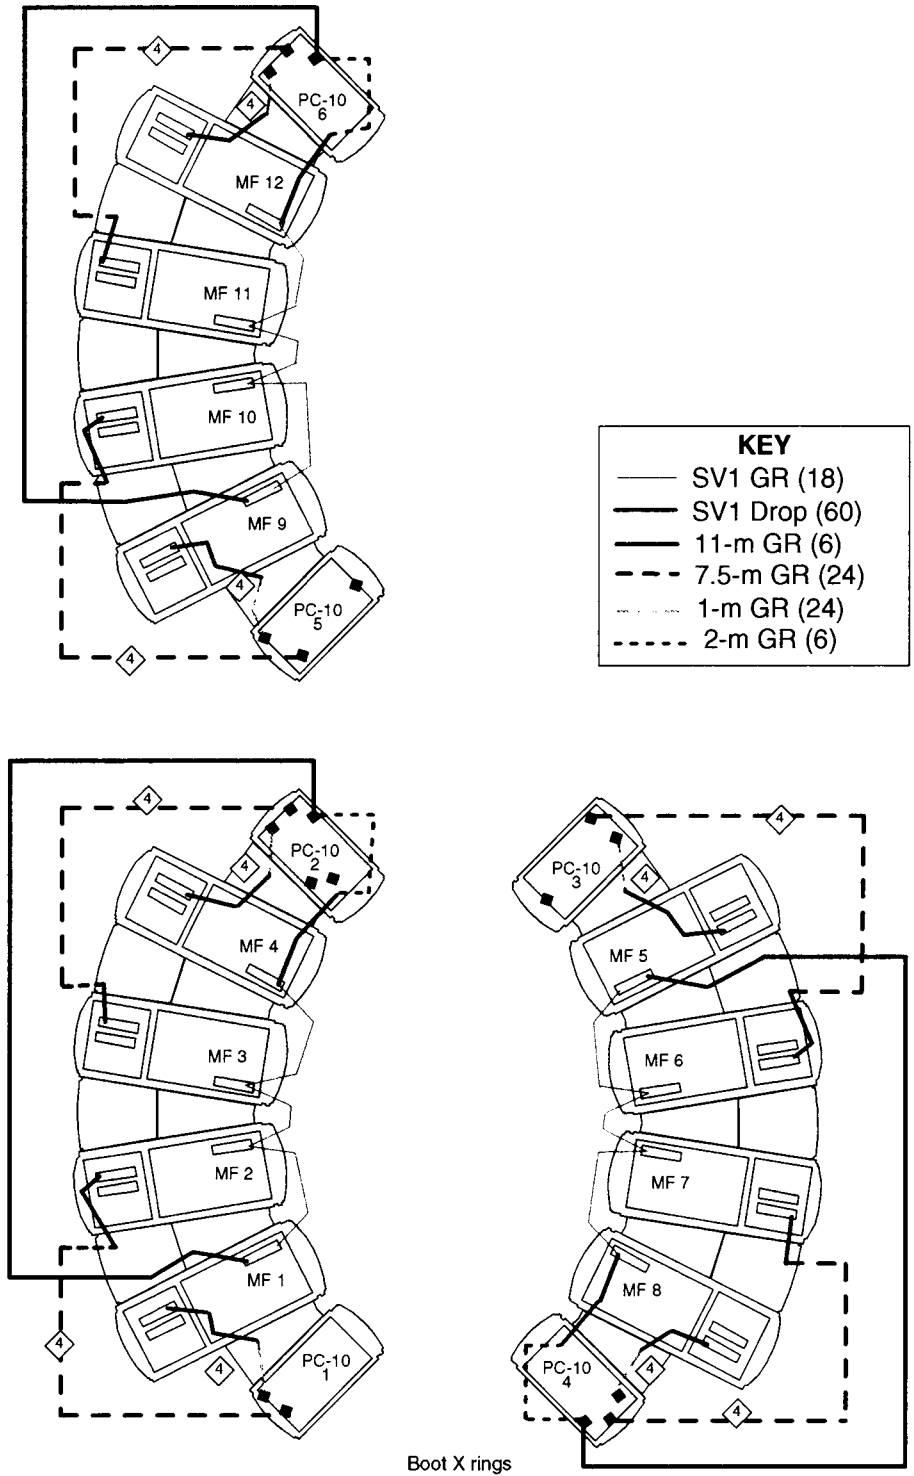 4
PC-10
6
4
MF 12
MF 11
MF 10
MF 9
4
PC-10
5
4
KEY
SV1 GR (18)
SV1 Drop (60)
11-m GR (6)
7.5-m GR (24)
1-m GR (24)
2-m GR (6)
4
PC-10
2
4
MF 4
MF 3
MF 2
MF 1
4
4
PC-10
1
4
PC-10
3
4
MF 5
MF 6
MF 7
MF 8
PC-10
4
4
4
Boot X rings